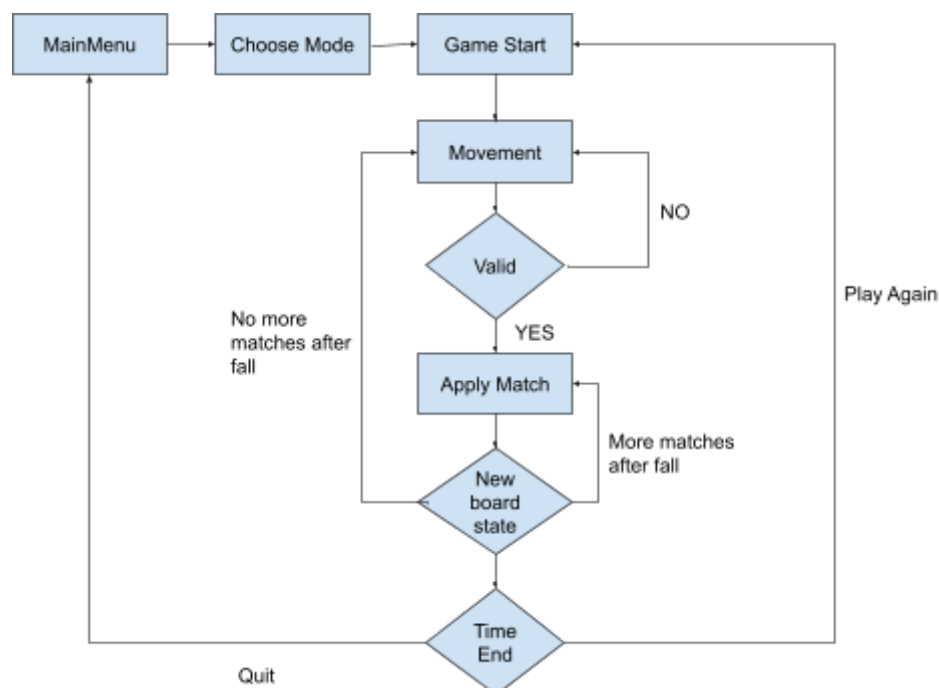 MainMenu
Choose Mode
Game Start
Movement
NO
Valid
Play Again
No more
matches after
fall
YES
Apply Match
More matches
after fall
New
board
state
Time
End
Quit